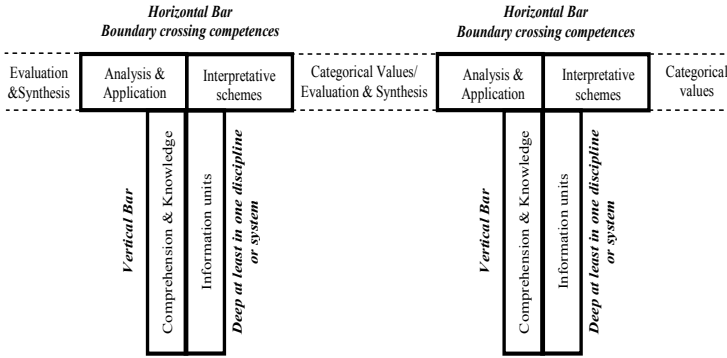 Horizontal Bar
Boundary crossing competences
Horizontal Bar
Boundary crossing competences
Evaluation
&Synthesis
Analysis &
Application
Interpretative
schemes
Categorical Values/
Evaluation & Synthesis
Analysis &
Application
Interpretative
schemes
Categorical
values
Vertical Bar
Comprehension & Knowledge
Information units
Deep at least in one discipline
or system
Vertical Bar
Comprehension & Knowledge
Information units
Deep at least in one discipline
or system